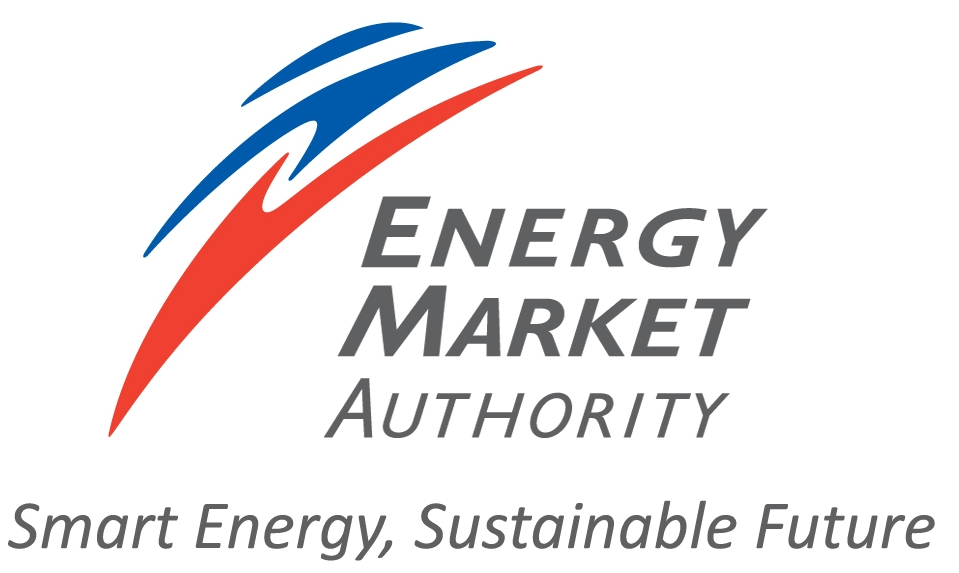 ENERGY
MARKET
AUTHORITY
Smart Energy, Sustainable Future